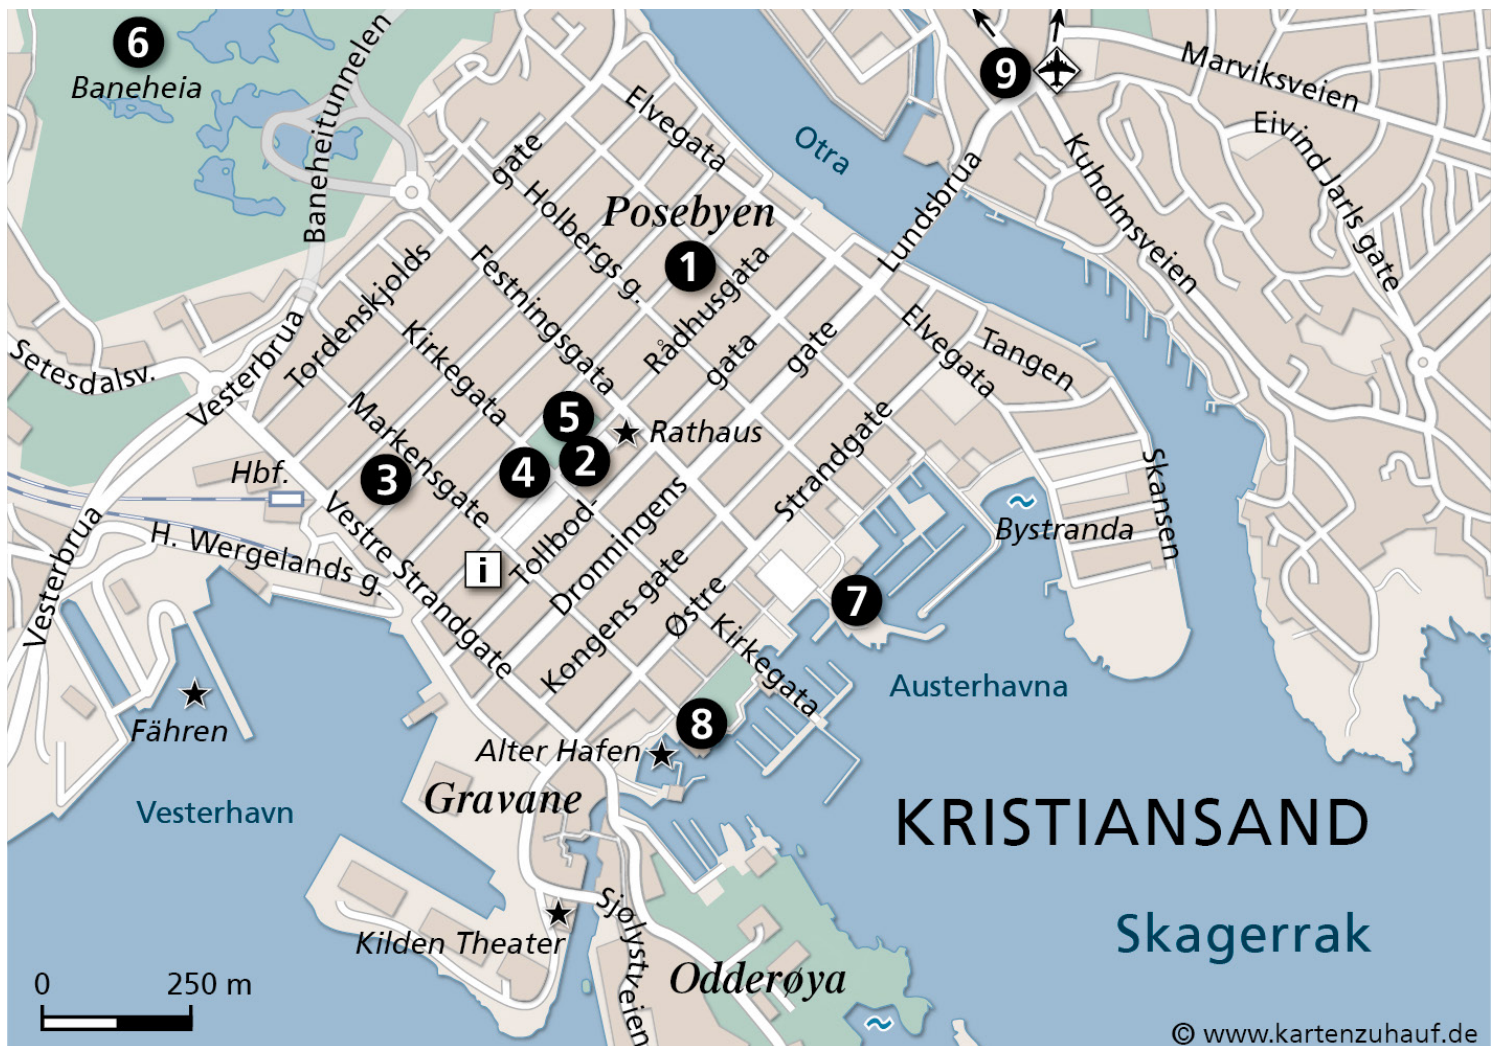 6
Baneheia
Baneheitunnelen
9
Marviksveien
Elvegata
Otra
Eivind Jarls gate
Kuholmsveien
gate
Holbergs g.
Posebyen
1
Lundsbrua
Tordenskjolds
Festningsgata
Rådhusgata
gata
gate
Elvegata
Tangen
Setesdalsv.
Vesterbrua
Kirkegata
Markensgate
5
Rathaus
2
4
3
Hbf.
Strandgate
Skansen
Bystranda
Vesterbrua
H. Wergelands g.
Vestre Strandgate
i
Tollbod-
Dronningens
Kongens gate
Østre
7
Kirkegata
Austerhavna
Fähren
8
Alter Hafen
Gravane
Vesterhavn
KRISTIANSAND
Skagerrak
Kilden Theater
Sjølystveien
Odderøya
0 250 m
© www.kartenzuhauf.de